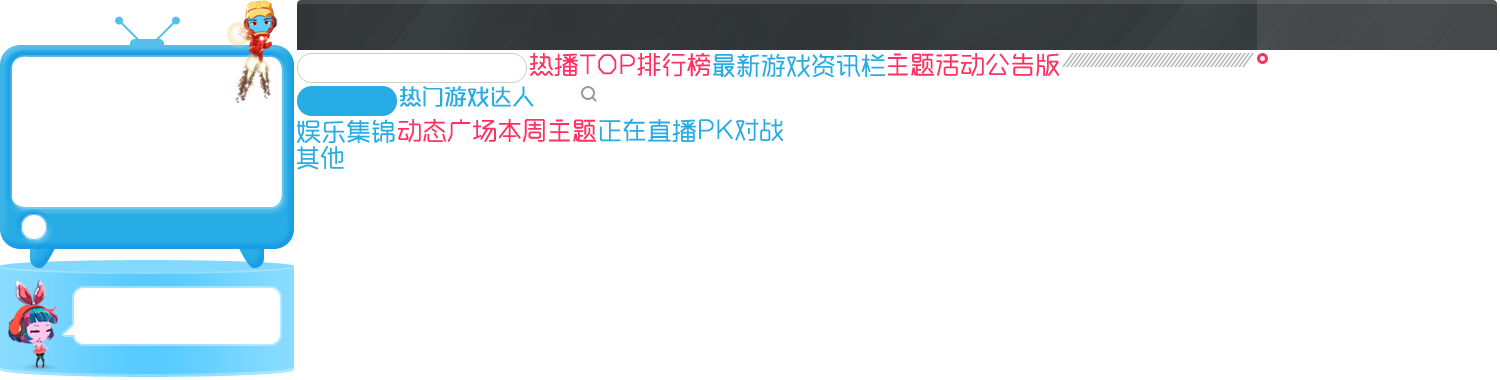 热播TOP排行榜最新游戏资讯栏主题活动公告版
热门游戏达人
娱乐集锦动态广场本周主题正在直播PK对战
其他